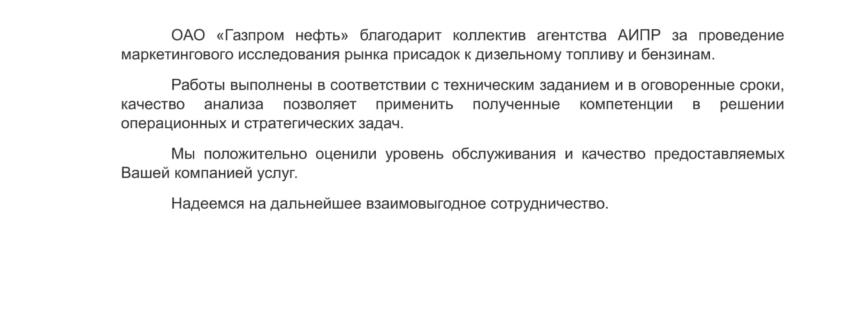 ОАО «Газпром нефть» благодарит коллектив агентства АИПР за проведение
маркетингового исследования рынка присадок к дизельному топливу и бензинам.
Работы выполнены в соответствии с техническим заданием и в оговоренные сроки,
качество анализа позволяет применить полученные компетенции в решении
операционных и стратегических задач.
Мы положительно оценили уровень обслуживания и качество предоставляемых
Вашей компанией услуг.
Надеемся на дальнейшее взаимовыгодное сотрудничество.